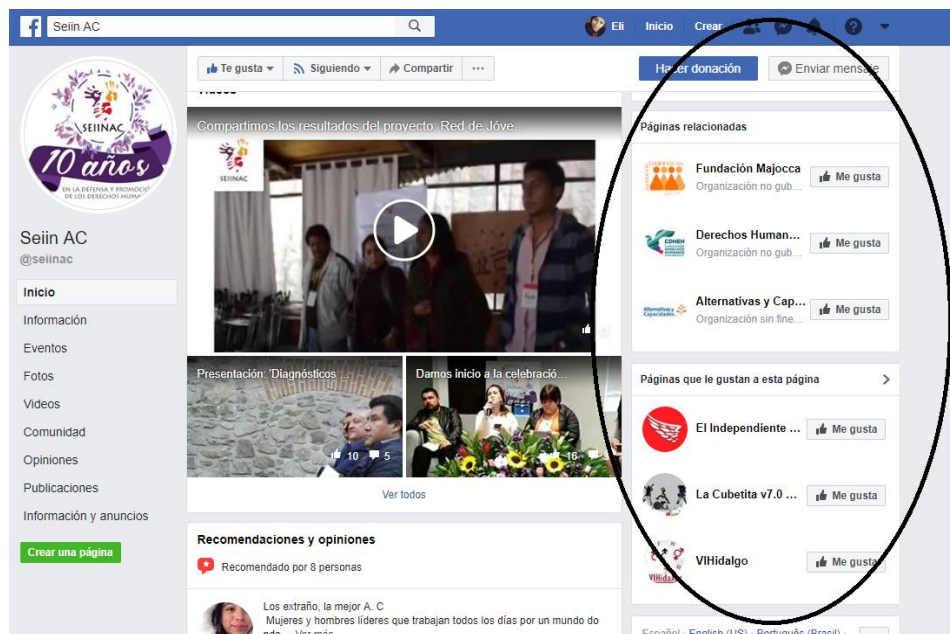 Seiin AC
Eli
Inicio
Crear
SEIINAC
10 años
EN LA DEFENSA Y PROMOCIÓN
DE LOS DERECHOS HUMA
Seiin AC
@seiinac
Inicio
Información
Eventos
Fotos
Videos
Comunidad
Opiniones
Publicaciones
Información y anuncios
Crear una página
Te gusta
Siguiendo
Compartir
...
Hacer donación
Enviar mensaje
Videos
Compartimos los resultados del proyecto: Red de Jóve...
SEIINAC
Presentación: 'Diagnósticos ...
10 5
Damos inicio a la celebració...
16
Ver todos
Recomendaciones y opiniones
Recomendado por 8 personas
Los extraño, la mejor A. C
Mujeres y hombres líderes que trabajan todos los días por un mundo do
Ver más
Páginas relacionadas
Fundación Majocca
Organización no gub...
Me gusta
Derechos Human...
Organización no gub...
Me gusta
Alternativas y Capacidades
Alternativas y Cap...
Organización sin fine...
Me gusta
Páginas que le gustan a esta página
El Independiente ...
Me gusta
La Cubetita v7.0 ...
Me gusta
VIHidalgo
Me gusta
Español · English (US) · Português (Brasil) ·